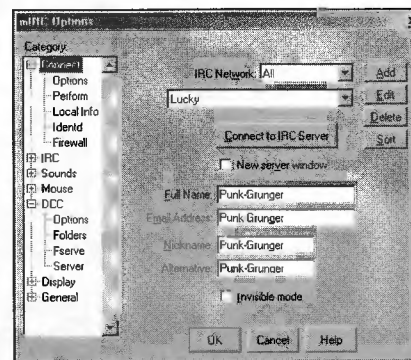 mIRC Options
Category:
Connect
Options
Perform
Local Info
Identd
Firewall
IRC
Sounds
Mouse
DCC
Options
Folders
Fserve
Server
Display
General
IRC Network: All
Add
Lucky
Edit
Delete
Connect to IRC Server
Sort
New server window
Full Name: Punk-Grunger
Email Address: Punk Grunger
Nickname: Punk-Grunger
Alternative: Punk-Grunger
Invisible mode
OK
Cancel
Help